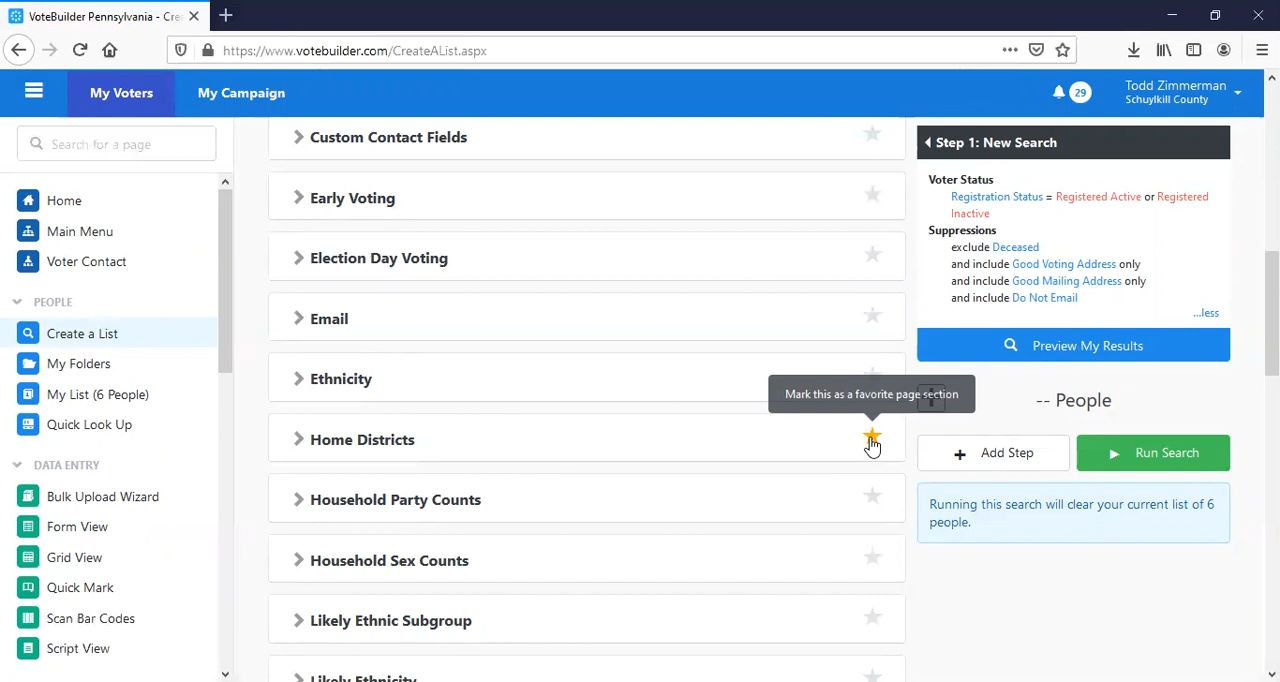 VoteBuilder Pennsylvania - Cre
https://www.votebuilder.com/CreateAList.aspx
My Voters
My Campaign
29
Todd Zimmerman
Schuylkill County
Search for a page
Home
Main Menu
Voter Contact
PEOPLE
Create a List
My Folders
My List (6 People)
Quick Look Up
DATA ENTRY
Bulk Upload Wizard
Form View
Grid View
Quick Mark
Scan Bar Codes
Script View
Custom Contact Fields
Early Voting
Election Day Voting
Email
Ethnicity
Mark this as a favorite page section
Home Districts
Household Party Counts
Household Sex Counts
Likely Ethnic Subgroup
Likely Ethnicity
Step 1: New Search
Voter Status
Registration Status = Registered Active or Registered
Inactive
Suppressions
exclude Deceased
and include Good Voting Address only
and include Good Mailing Address only
and include Do Not Email
...less
Preview My Results
-- People
Add Step
Run Search
Running this search will clear your current list of 6
people.